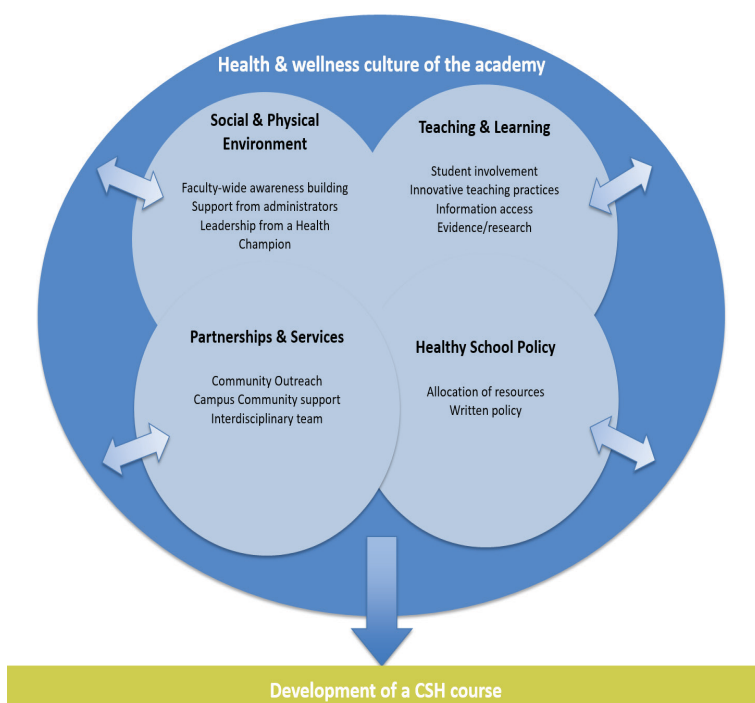 Health & wellness culture of the academy
Social & Physical
Environment
Faculty-wide awareness building
Support from administrators
Leadership from a Health
Champion
Teaching & Learning
Student involvement
Innovative teaching practices
Information access
Evidence/research
Partnerships & Services
Community Outreach
Campus Community support
Interdisciplinary team
Healthy School Policy
Allocation of resources
Written policy
Development of a CSH course